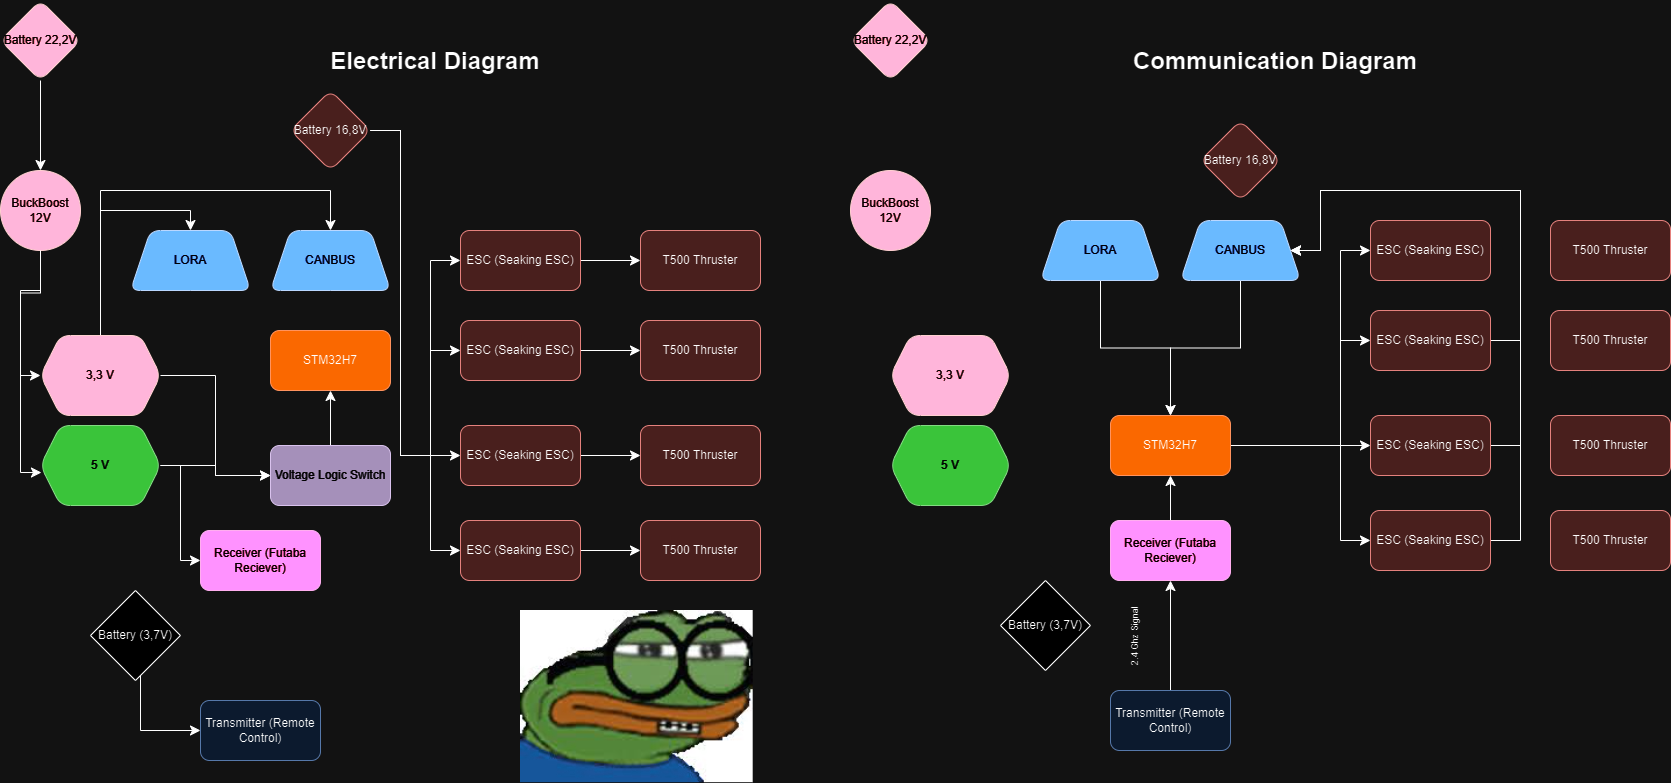 Electrical Diagram
Battery 22,2V
Battery 16,8V
BuckBoost
12V
LORA
CANBUS
ESC (Seaking ESC)
T500 Thruster
3,3 V
STM32H7
ESC (Seaking ESC)
T500 Thruster
5 V
Voltage Logic Switch
ESC (Seaking ESC)
T500 Thruster
Receiver (Futaba
Reciever)
ESC (Seaking ESC)
T500 Thruster
Battery (3,7V)
Transmitter (Remote
Control)
Communication Diagram
Battery 22,2V
Battery 16,8V
BuckBoost
12V
LORA
CANBUS
ESC (Seaking ESC)
T500 Thruster
3,3 V
ESC (Seaking ESC)
T500 Thruster
5 V
STM32H7
ESC (Seaking ESC)
T500 Thruster
Receiver (Futaba
Reciever)
ESC (Seaking ESC)
T500 Thruster
Battery (3,7V)
2.4 Ghz Signal
Transmitter (Remote
Control)